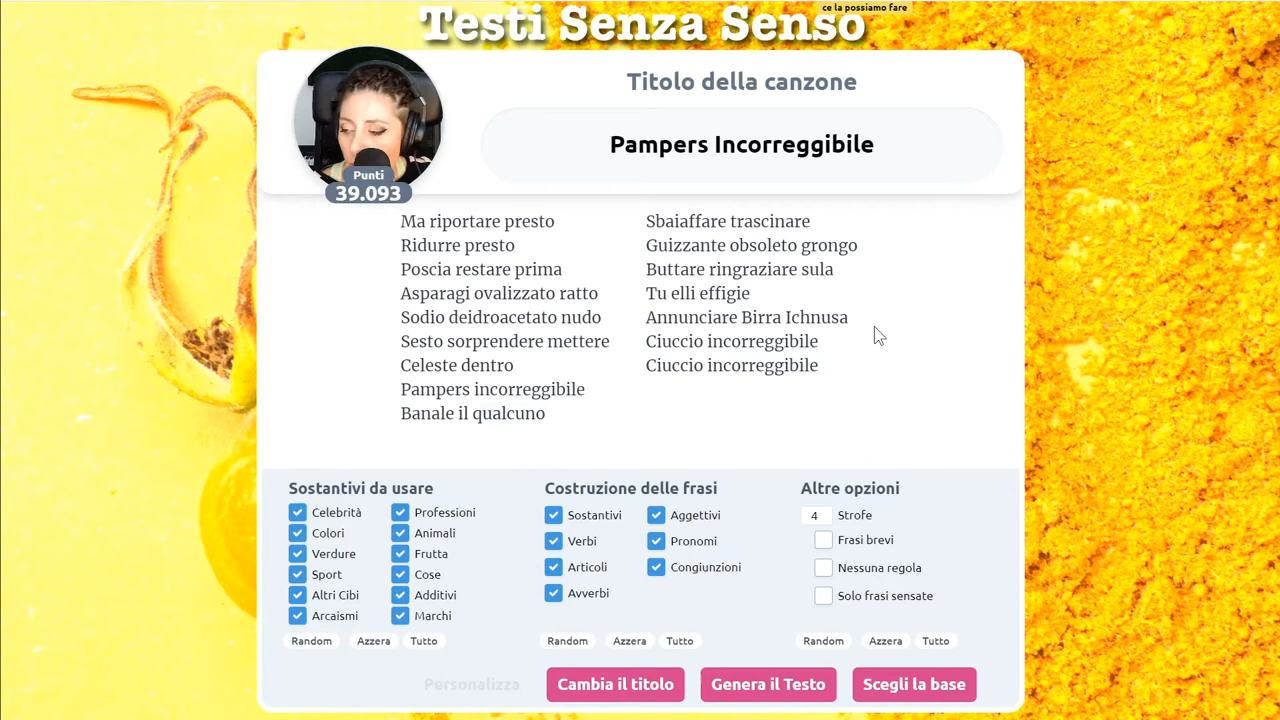 ce la possiamo fare
Testi Senza Senso
Titolo della canzone
Pampers Incorreggibile
Punti
39.093
Ma riportare presto
Ridurre presto
Poscia restare prima
Asparagi ovalizzato ratto
Sodio deidroacetato nudo
Sesto sorprendere mettere
Celeste dentro
Pampers incorreggibile
Banale il qualcuno
Sbaiaffare trascinare
Guizzante obsoleto grongo
Buttare ringraziare sula
Tu elli effigie
Annunciare Birra Ichnusa
Ciuccio incorreggibile
Ciuccio incorreggibile
Sostantivi da usare
Celebrità
Professioni
Colori
Animali
Verdure
Frutta
Sport
Cose
Altri Cibi
Additivi
Arcaismi
Marchi
Random Azzera Tutto
Costruzione delle frasi
Sostantivi
Aggettivi
Verbi
Pronomi
Articoli
Congiunzioni
Avverbi
Random Azzera Tutto
Altre opzioni
4 Strofe
Frasi brevi
Nessuna regola
Solo frasi sensate
Random Azzera Tutto
Personalizza
Cambia il titolo
Genera il Testo
Scegli la base